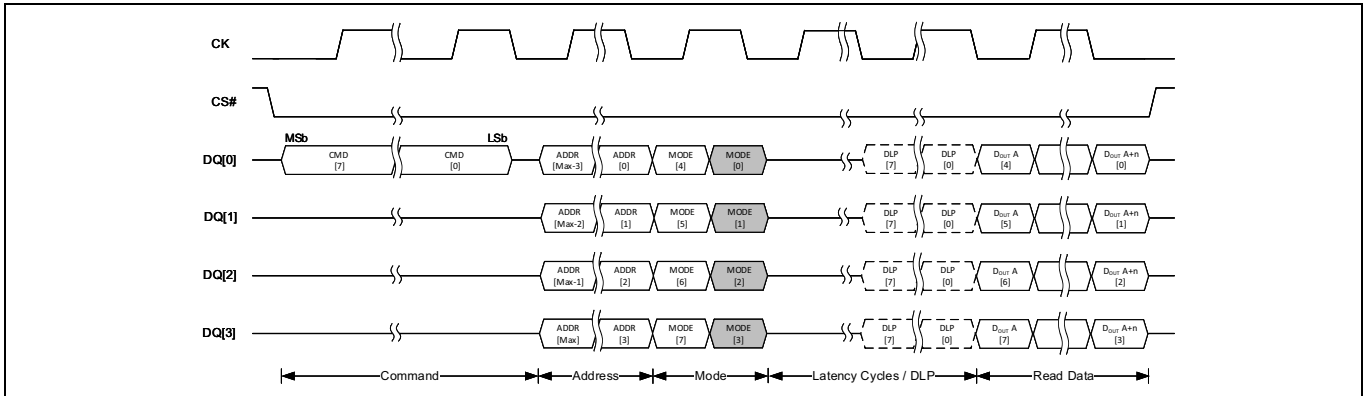 CK
CS#
MSb LSb
DQ[0] CMD [7] CMD [0] ADDR [Max-3] ADDR [0] MODE [4] MODE [0] DLP [7] DLP [0] DOUT A [4] DOUT A+n [0]
DQ[1] ADDR [Max-2] ADDR [1] MODE [5] MODE [1] DLP [7] DLP [0] DOUT A [5] DOUT A+n [1]
DQ[2] ADDR [Max-1] ADDR [2] MODE [6] MODE [2] DLP [7] DLP [0] DOUT A [6] DOUT A+n [2]
DQ[3] ADDR [Max] ADDR [3] MODE [7] MODE [3] DLP [7] DLP [0] DOUT A [7] DOUT A+n [3]
Command Address Mode Latency Cycles / DLP Read Data